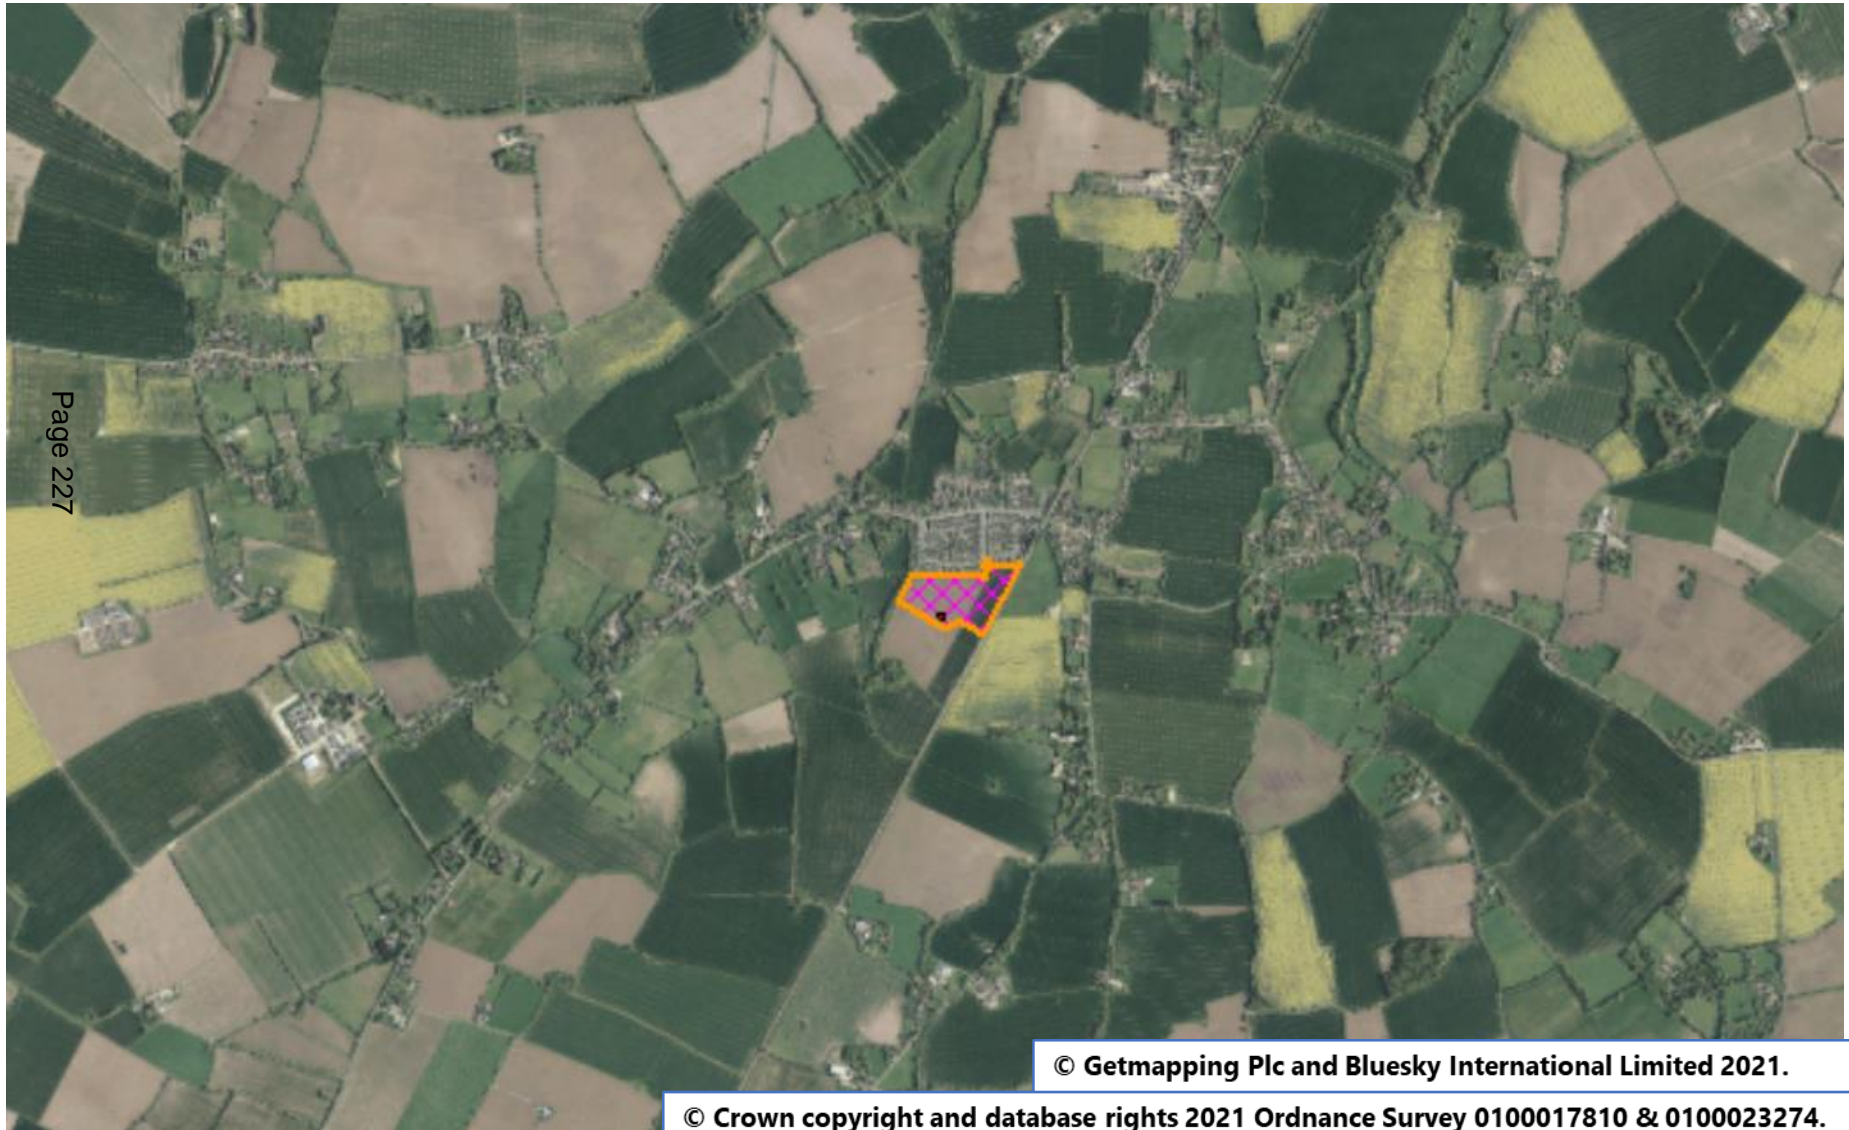 Page 227
© Getmapping Plc and Bluesky International Limited 2021.
© Crown copyright and database rights 2021 Ordnance Survey 0100017810 & 0100023274.